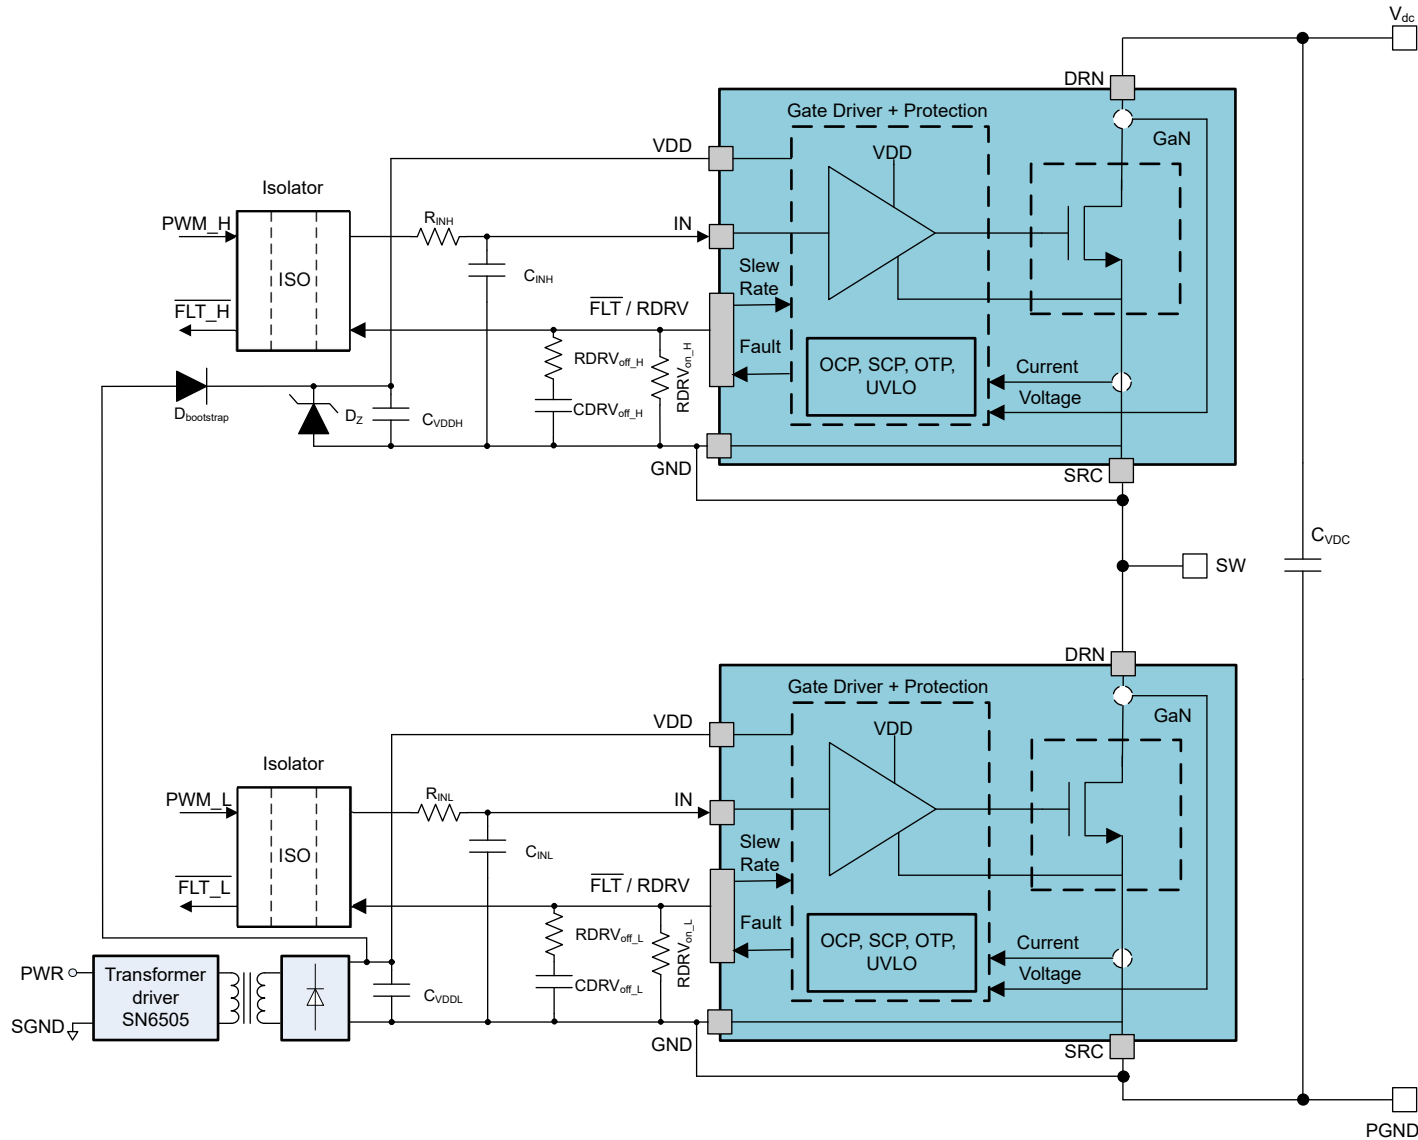 Vdc
DRN
Gate Driver + Protection
GaN
VDD
VDD
Isolator
PWM_H
RINH
IN
ISO
CINH
Slew
Rate
FLT_H
FLT / RDRV
Fault
RDRVoff_H
RDRVon_H
OCP, SCP, OTP,
UVLO
Current
Voltage
Dbootstrap
DZ
CVDDH
CDRVoff_H
GND
SRC
CVDC
SW
DRN
Gate Driver + Protection
GaN
VDD
VDD
Isolator
PWM_L
RINL
IN
ISO
CINL
Slew
Rate
FLT_L
FLT / RDRV
Fault
RDRVoff_L
RDRVon_L
OCP, SCP, OTP,
UVLO
Current
Voltage
PWR
Transformer
driver
SN6505
CVDDL
CDRVoff_L
SGND
GND
SRC
PGND